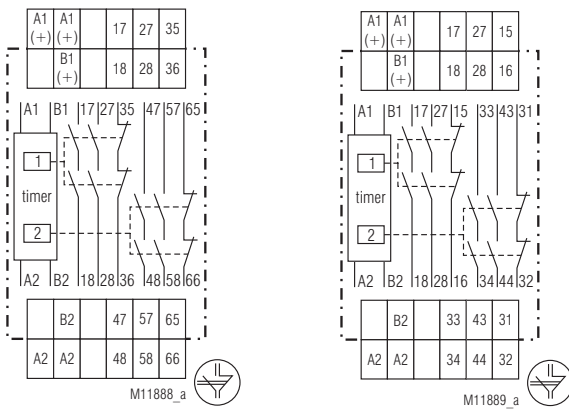 A1 A1 17 27 35
(+) (+)
B1 18 28 36
(+)
A1 B1 17 27 35 47 57 65
1
timer
2
A2 B2 18 28 36 48 58 66
B2 47 57 65
A2 A2 48 58 66
M11888_a
A1 A1 17 27 15
(+) (+)
B1 18 28 16
(+)
A1 B1 17 27 15 33 43 31
1
timer
2
A2 B2 18 28 16 34 44 32
B2 33 43 31
A2 A2 34 44 32
M11889_a